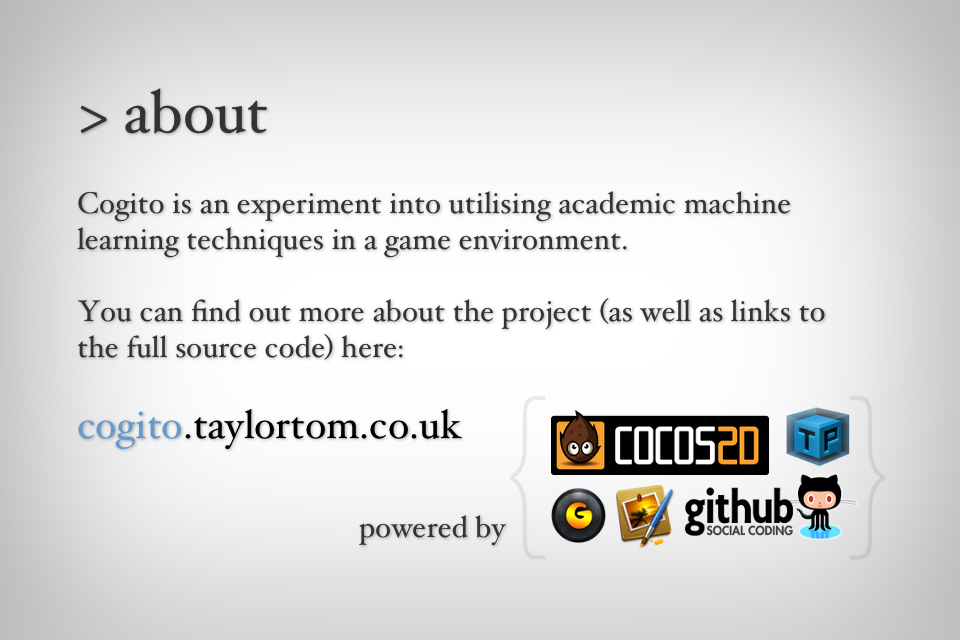 > about
Cogito is an experiment into utilising academic machine
learning techniques in a game environment.
You can find out more about the project (as well as links to
the full source code) here:
cogito.taylortom.co.uk
COCOS2D
TP
powered by
G
github
SOCIAL CODING